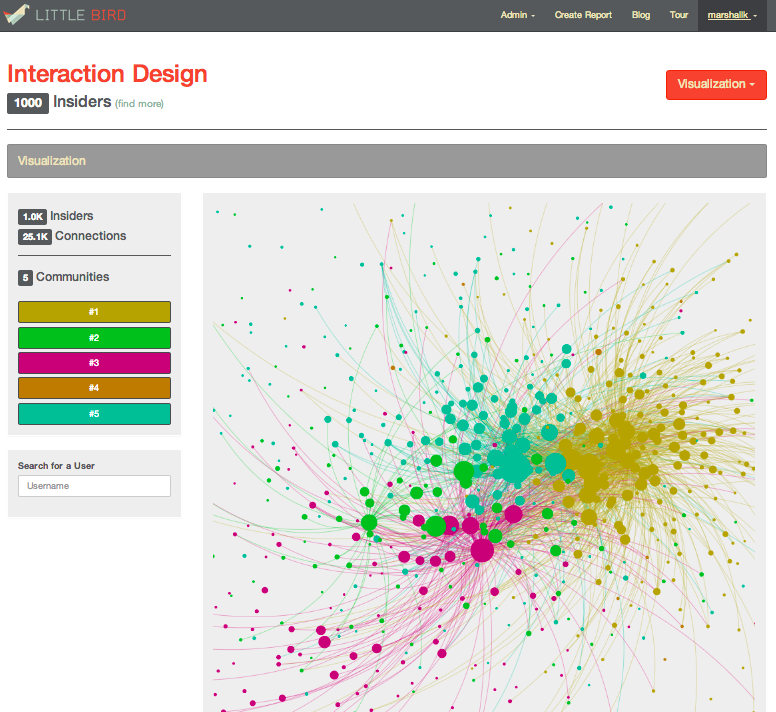 LITTLE BIRD
Admin Create Report Blog Tour marshallk
Interaction Design
1000 Insiders (find more)
Visualization
Visualization
1.0K Insiders
25.1K Connections
5 Communities
#1
#2
#3
#4
#5
Search for a User
Username